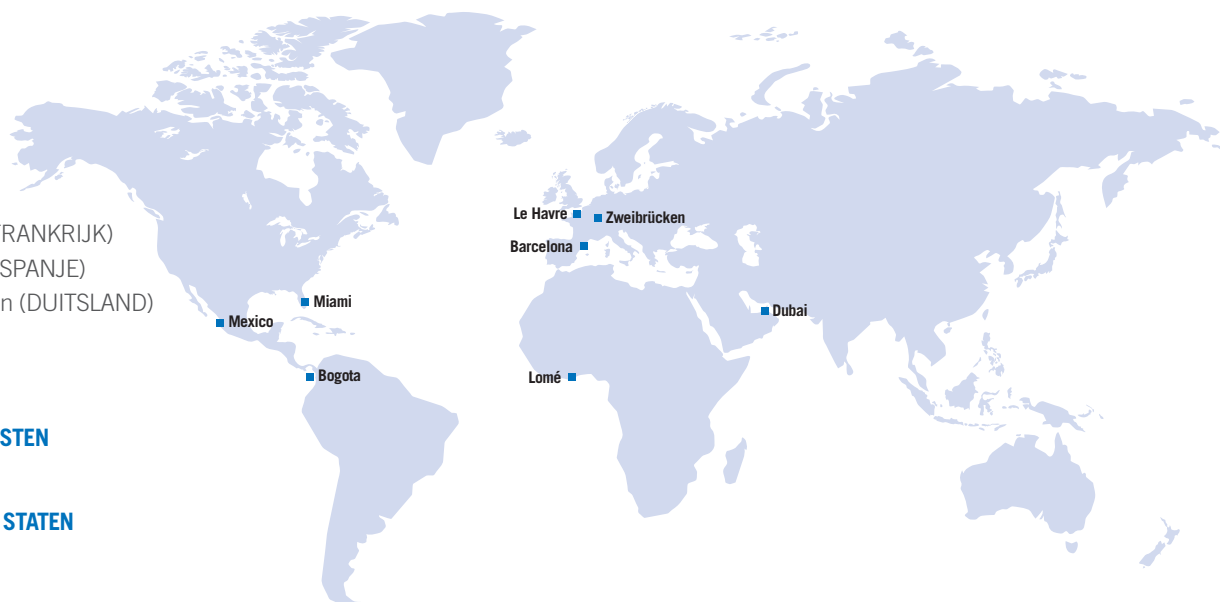 RANKRIJK)
SPANJE)
n (DUITSLAND)
STEN
STATEN
Le Havre
Zweibrücken
Barcelona
Miami
Mexico
Dubai
Bogota
Lomé